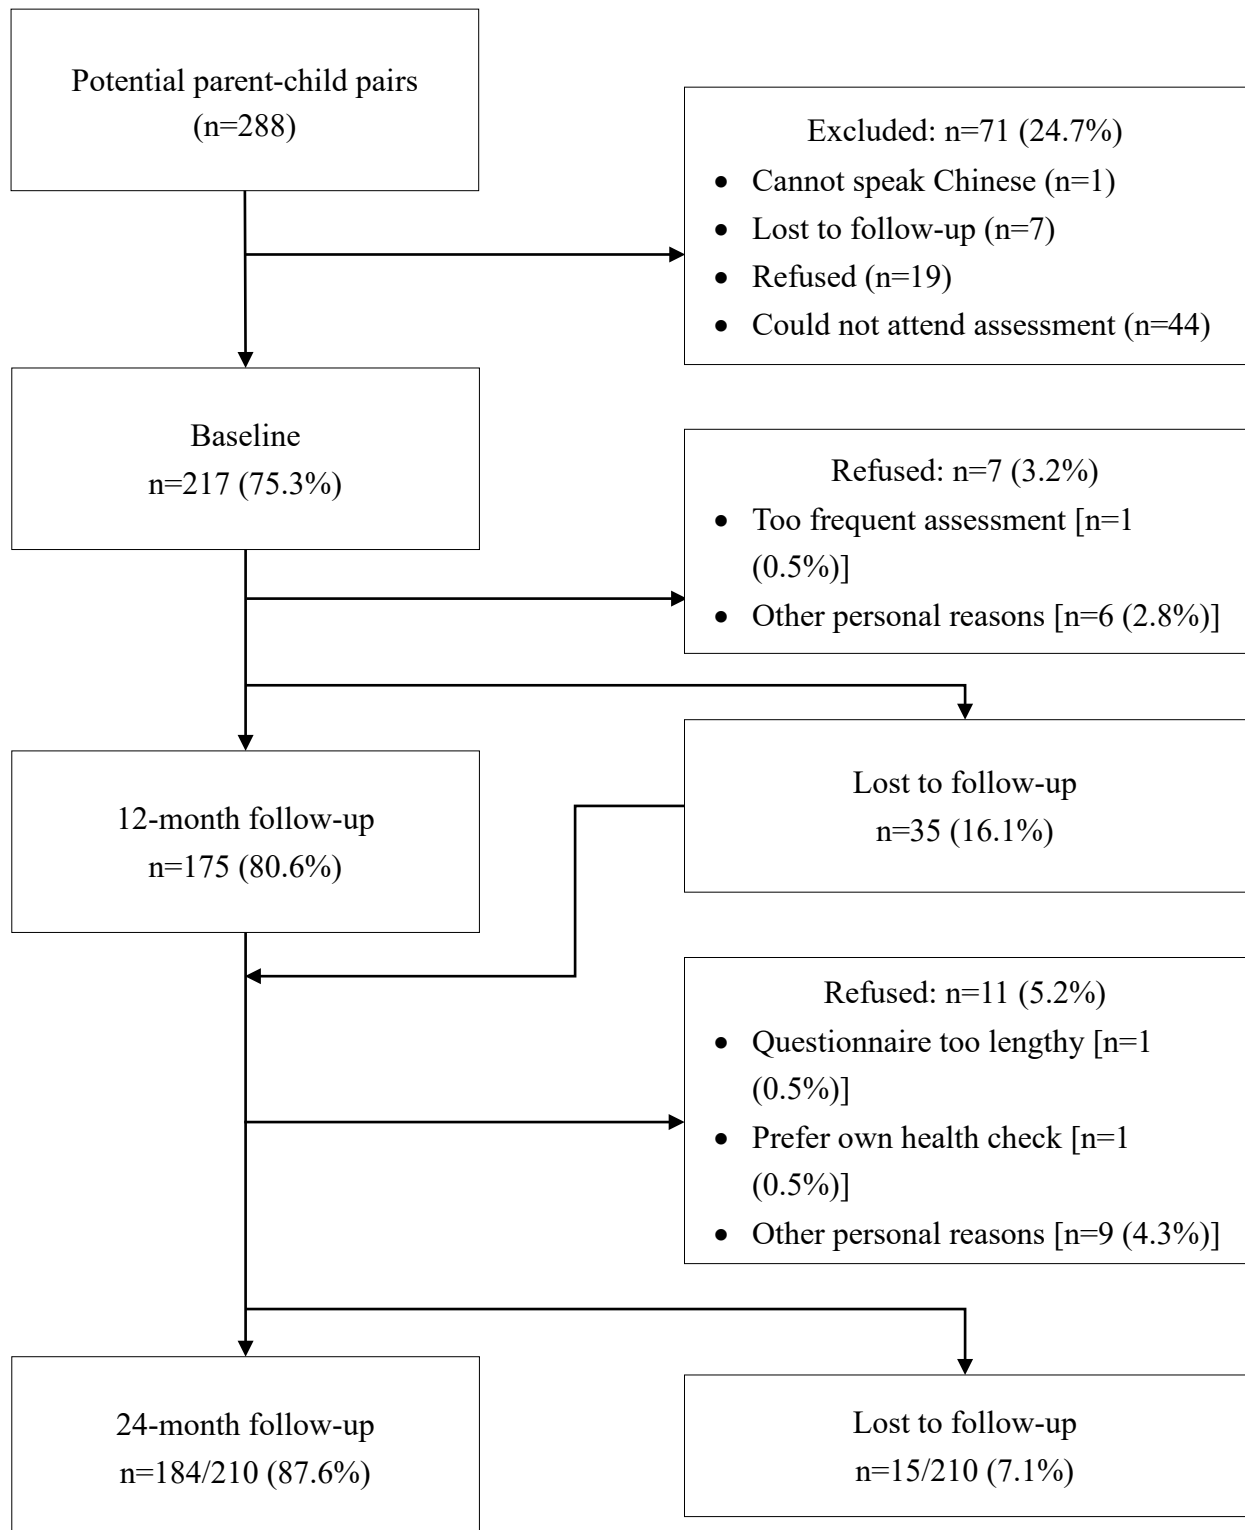 Potential parent-child pairs
(n=288)
Excluded: n=71 (24.7%)
• Cannot speak Chinese (n=1)
• Lost to follow-up (n=7)
• Refused (n=19)
• Could not attend assessment (n=44)
Baseline
n=217 (75.3%)
Refused: n=7 (3.2%)
• Too frequent assessment [n=1
(0.5%)]
• Other personal reasons [n=6 (2.8%)]
12-month follow-up
n=175 (80.6%)
Lost to follow-up
n=35 (16.1%)
Refused: n=11 (5.2%)
• Questionnaire too lengthy [n=1
(0.5%)]
• Prefer own health check [n=1
(0.5%)]
• Other personal reasons [n=9 (4.3%)]
24-month follow-up
n=184/210 (87.6%)
Lost to follow-up
n=15/210 (7.1%)